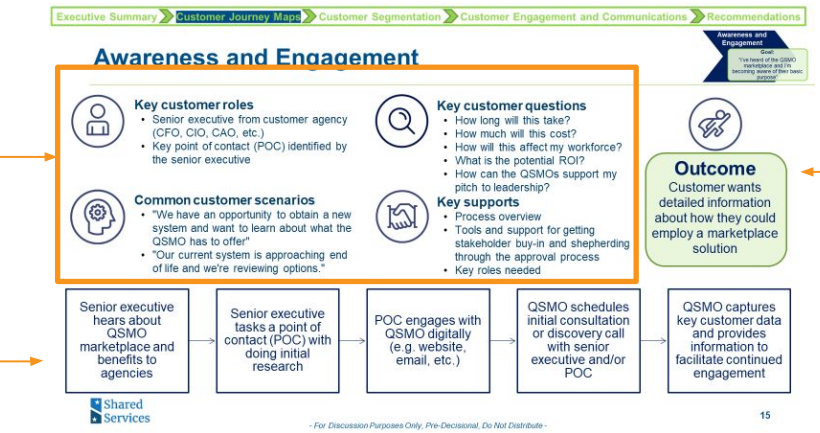 Executive Summary Customer Journey Maps Customer Segmentation Customer Engagement and Communications Recommendations
Awareness and Engagement
Awareness and
Engagement
Goal:
"I've heard of the QSMO
marketplace and I'm
becoming aware of their basic
purpose"
Key customer roles
• Senior executive from customer agency
(CFO, CIO, CAO, etc.)
• Key point of contact (POC) identified by
the senior executive
Common customer scenarios
• "We have an opportunity to obtain a new
system and want to learn about what the
QSMO has to offer"
• "Our current system is approaching end
of life and we're reviewing options."
Key customer questions
• How long will this take?
• How much will this cost?
• How will this affect my workforce?
• What is the potential ROI?
• How can the QSMOs support my
pitch to leadership?
Key supports
• Process overview
• Tools and support for getting
stakeholder buy-in and shepherding
through the approval process
• Key roles needed
Outcome
Customer wants
detailed information
about how they could
employ a marketplace
solution
Senior executive
hears about
QSMO
marketplace and
benefits to
agencies
Senior executive
tasks a point of
contact (POC) with
doing initial
research
POC engages with
QSMO digitally
(e.g. website,
email, etc.)
QSMO schedules
initial consultation
or discovery call
with senior
executive and/or
POC
QSMO captures
key customer data
and provides
information to
facilitate continued
engagement
Shared
Services
- For Discussion Purposes Only, Pre-Decisional, Do Not Distribute -
15